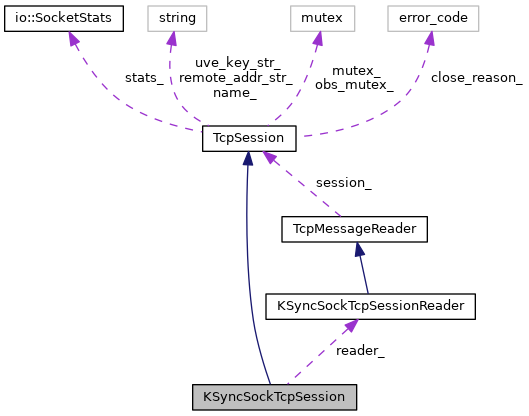 io::SocketStats
string
mutex
error_code
stats_
uve_key_str_
remote_addr_str_
name_
mutex_
obs_mutex_
close_reason_
TcpSession
session_
TcpMessageReader
KSyncSockTcpSessionReader
reader_
KSyncSockTcpSession